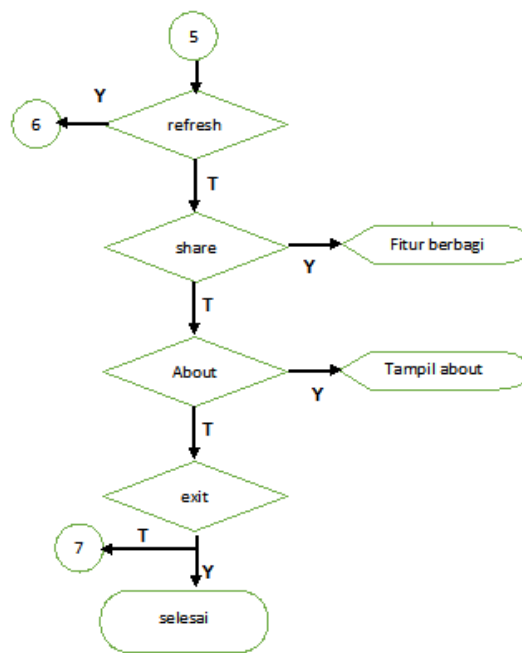 5
Y
6
refresh
T
share
Y
Fitur berbagi
T
About
Y
Tampil about
T
exit
7
T
Y
selesai